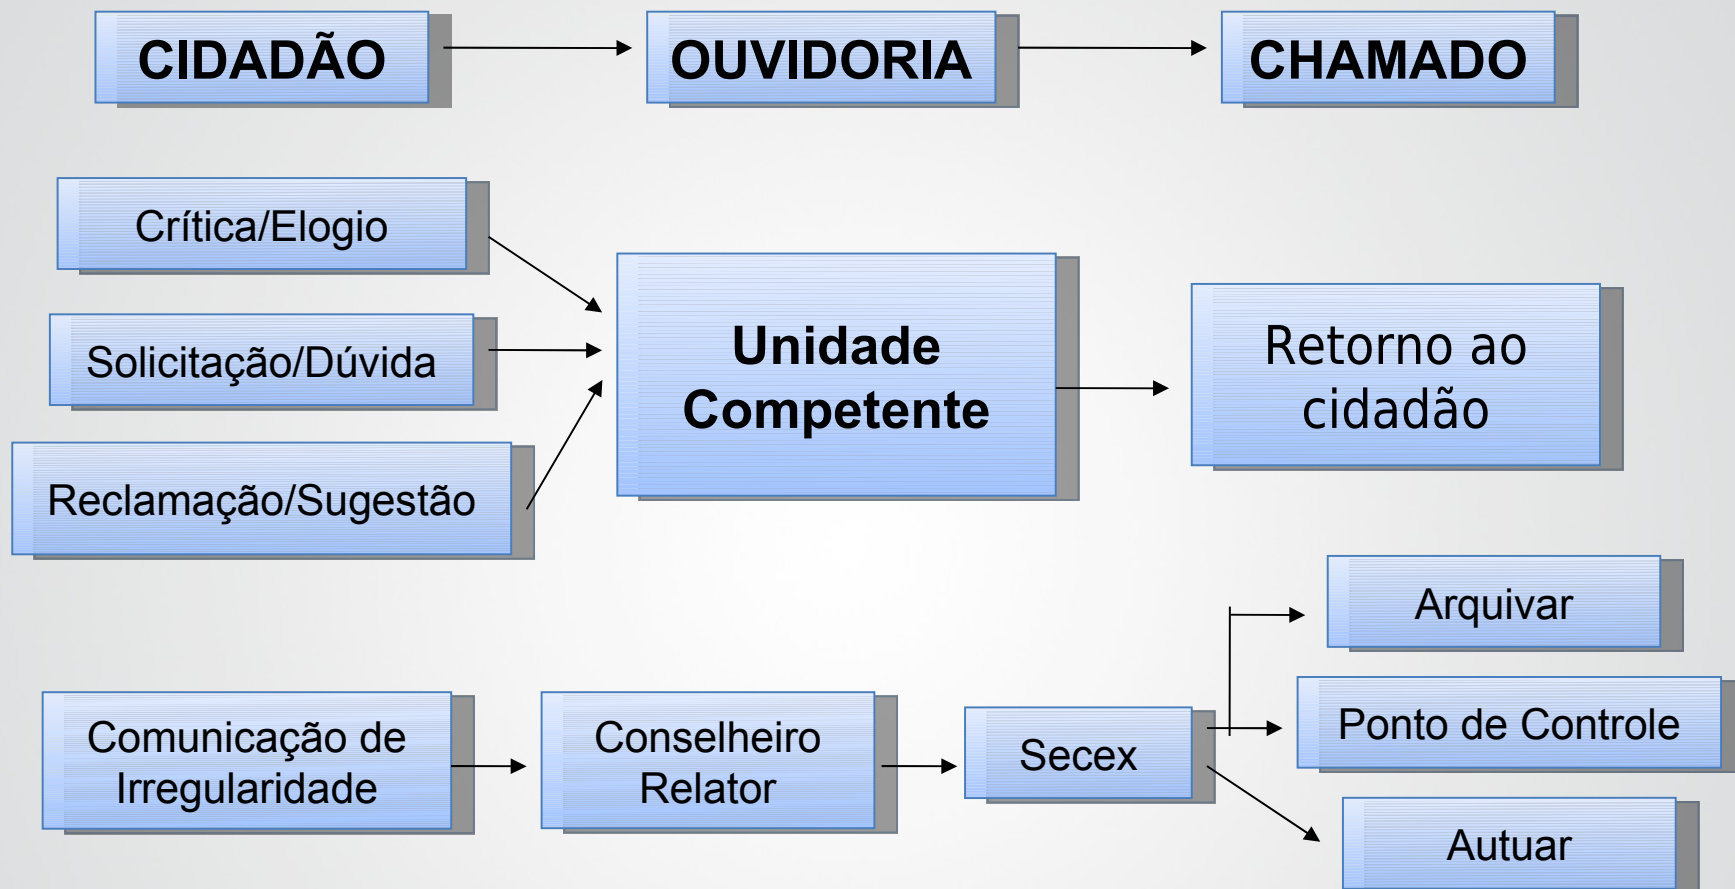 CIDADÃO
OUVIDORIA
CHAMADO
Crítica/Elogio
Solicitação/Dúvida
Reclamação/Sugestão
Unidade
Competente
Retorno ao
cidadão
Comunicação de
Irregularidade
Conselheiro
Relator
Secex
Arquivar
Ponto de Controle
Autuar